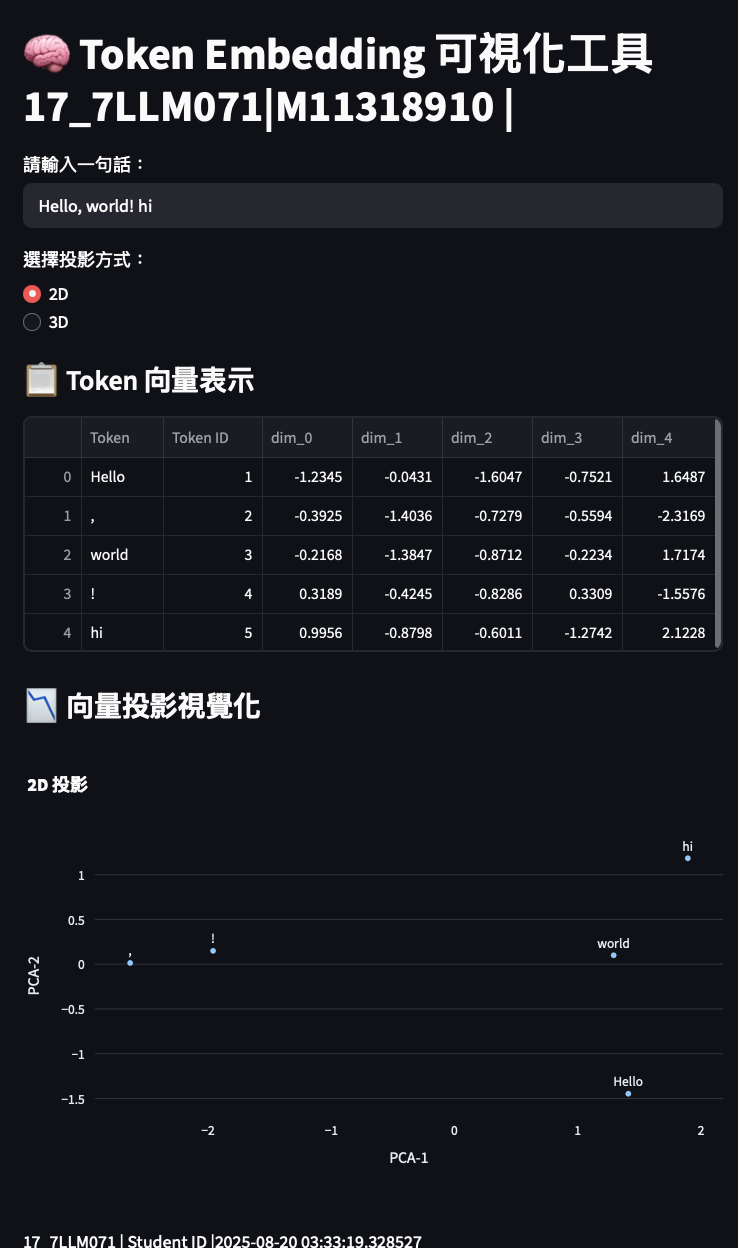 🧠 Token Embedding 可視化工具
17_7LLM071|M11318910 |
請輸入一句話：
Hello, world! hi
選擇投影方式：
2D
3D
📋 Token 向量表示
Token Token ID dim_0 dim_1 dim_2 dim_3 dim_4
0 Hello 1 -1.2345 -0.0431 -1.6047 -0.7521 1.6487
1 , 2 -0.3925 -1.4036 -0.7279 -0.5594 -2.3169
2 world 3 -0.2168 -1.3847 -0.8712 -0.2234 1.7174
3 ! 4 0.3189 -0.4245 -0.8286 0.3309 -1.5576
4 hi 5 0.9956 -0.8798 -0.6011 -1.2742 2.1228
📉 向量投影視覺化
2D 投影
hi
1
0.5
!
world
,
0
PCA-2
−0.5
−1
Hello
−1.5
−2 −1 0 1 2
PCA-1
17_7LLM071 | Student ID |2025-08-20 03:33:19.328527